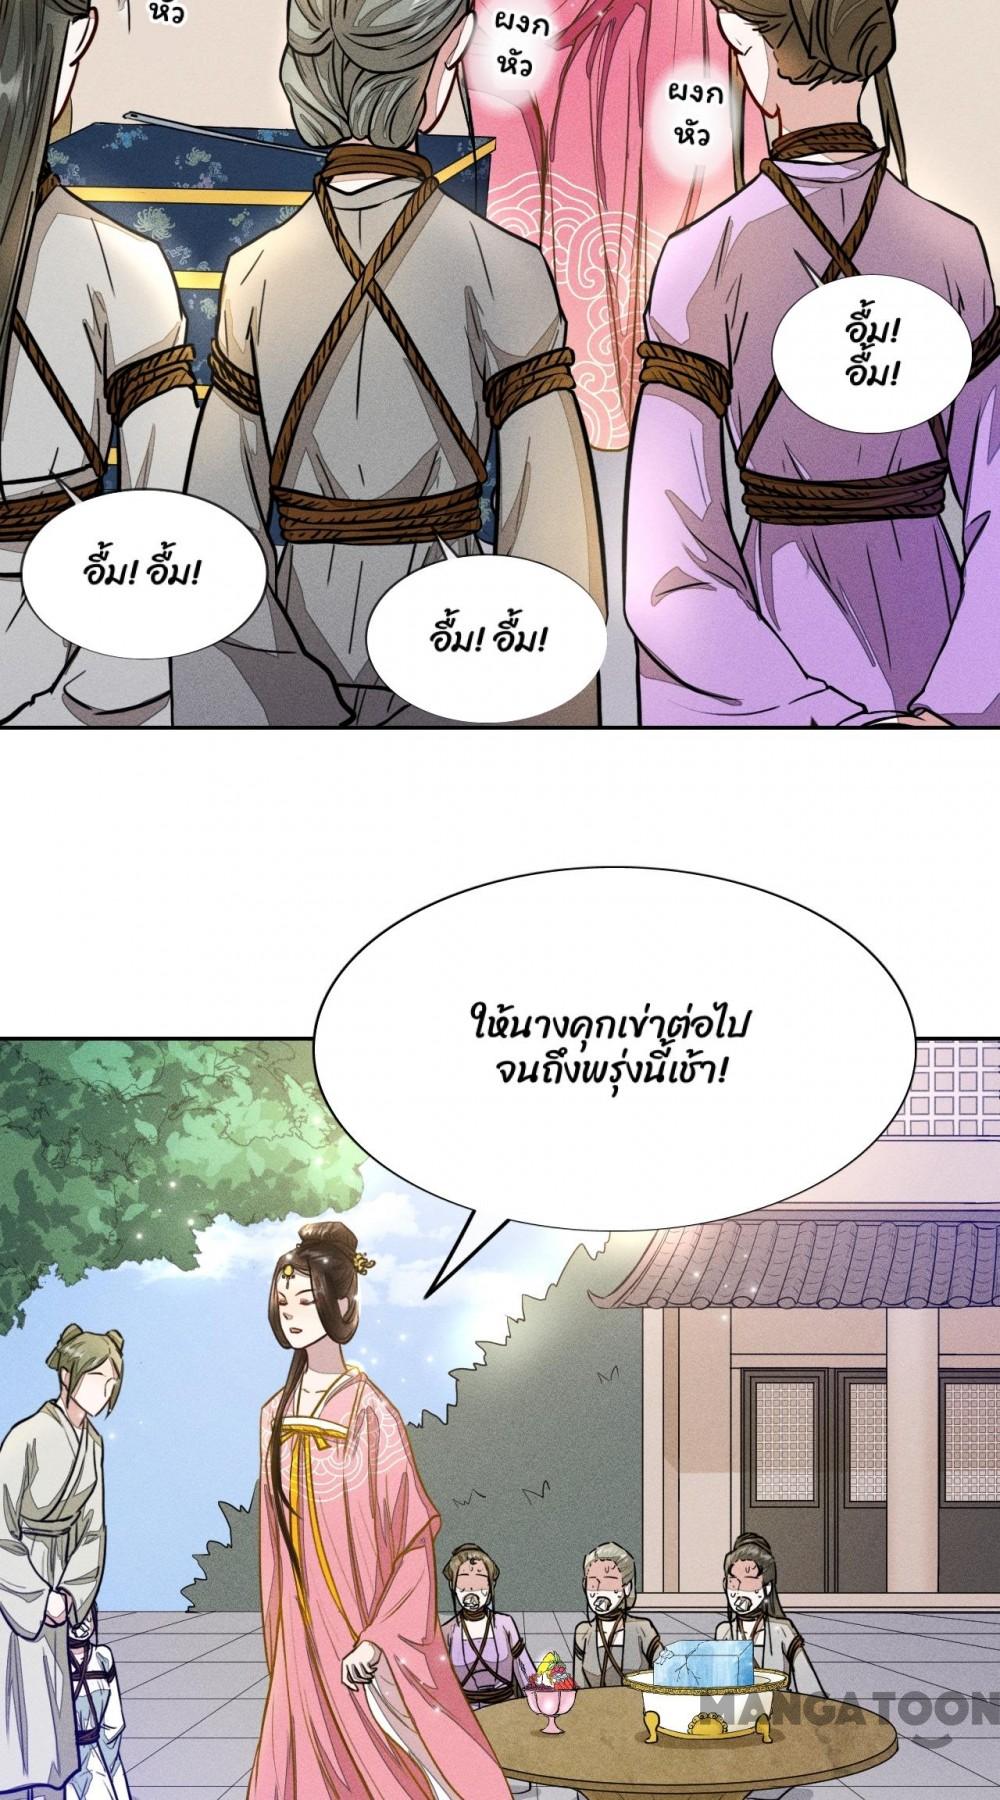 หัว
ผงก
หัว
ผงก
หัว
อื้ม!
อื้ม!
อื้ม! อื้ม!
อื้ม! อื้ม!
ให้นางคุกเข่าต่อไป
จนถึงพรุ่งนี้เช้า!
MANGATOON